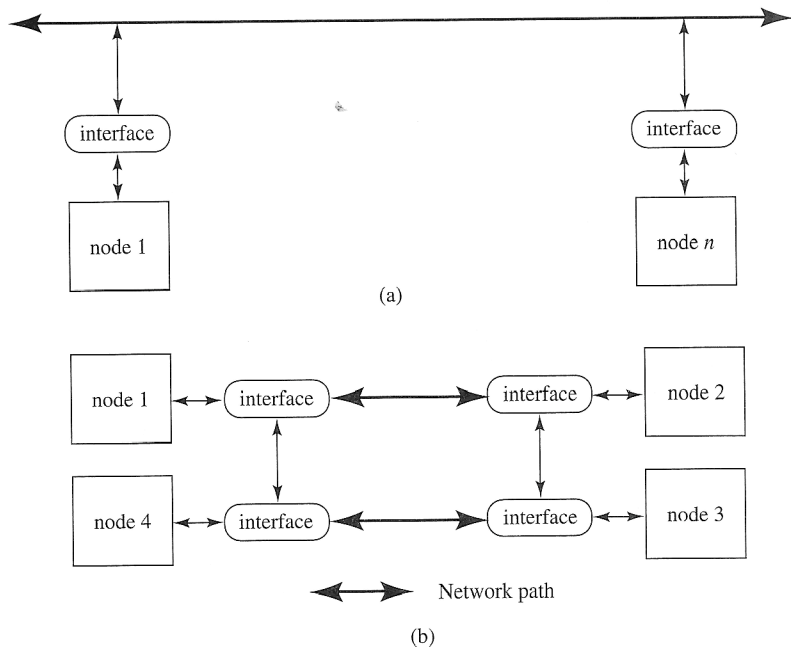 interface
interface
node 1
node n
(a)
node 1
interface
interface
node 2
node 4
interface
interface
node 3
Network path
(b)